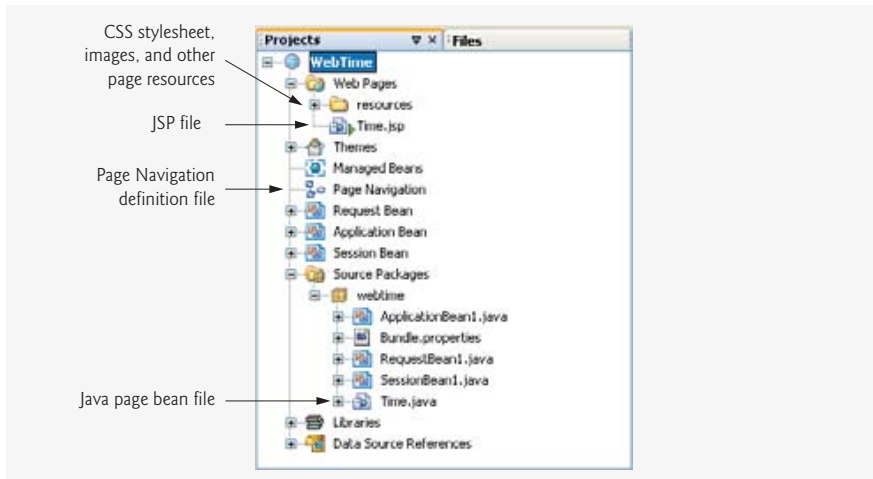 CSS stylesheet,
images, and other
page resources
JSP file
Page Navigation
definition file
Java page bean file
Projects
Files
WebTime
Web Pages
resources
Time.jsp
Themes
Managed Beans
Page Navigation
Request Bean
Application Bean
Session Bean
Source Packages
webtime
ApplicationBean1.java
Bundle.properties
RequestBean1.java
SessionBean1.java
Time.java
Libraries
Data Source References